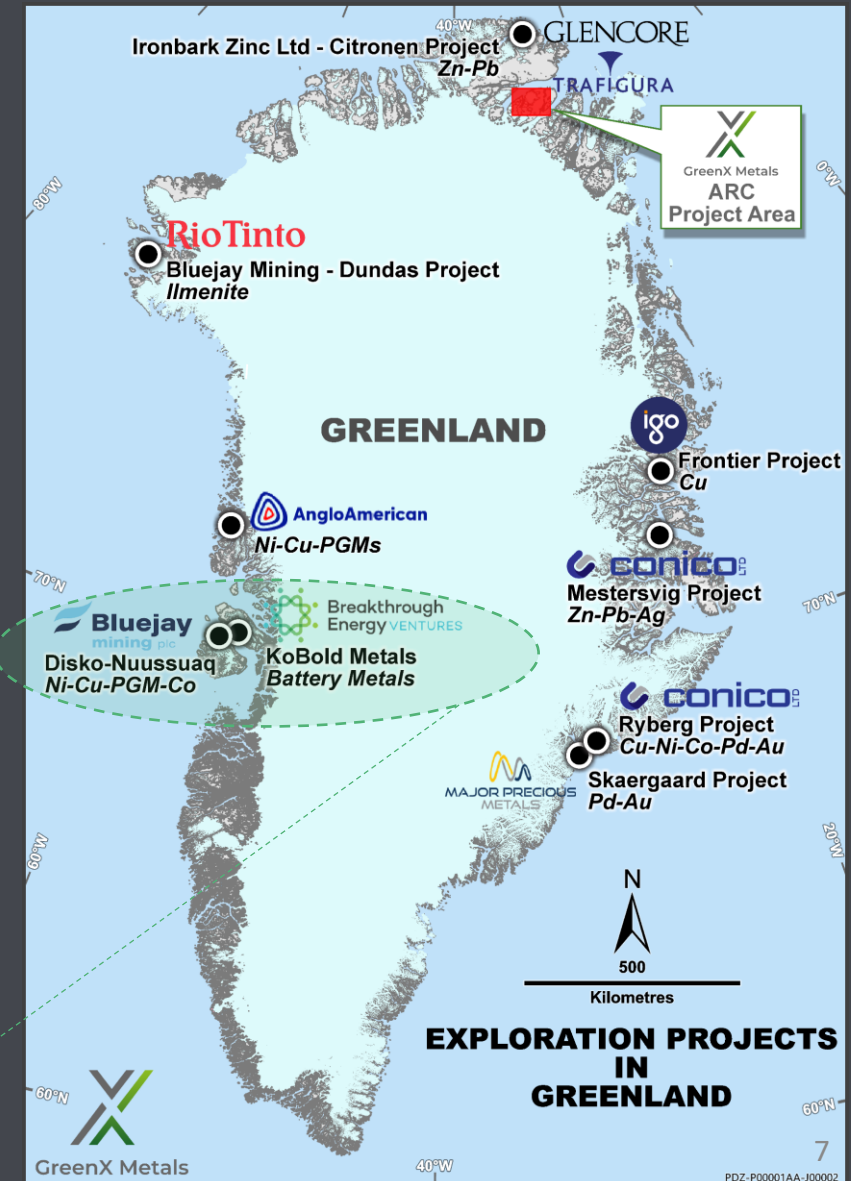 40°W
Ironbark Zinc Ltd - Citronen Project
Zn-Pb
GLENCORE
TRAFIGURA
GreenX Metals
ARC
Project Area
80°W
0°W
RioTinto
Bluejay Mining - Dundas Project
Ilmenite
GREENLAND
igo
Frontier Project
Cu
AngloAmerican
Ni-Cu-PGMs
conico LTD
Mestersvig Project
Zn-Pb-Ag
70°N
70°N
Bluejay
mining plc
Disko-Nuussuaq
Ni-Cu-PGM-Co
Breakthrough
Energy VENTURES
KoBold Metals
Battery Metals
conico LTD
Ryberg Project
Cu-Ni-Co-Pd-Au
Skaergaard Project
Pd-Au
MAJOR PRECIOUS
METALS
60°W
20°W
N
500
Kilometres
EXPLORATION PROJECTS
IN
GREENLAND
60°N
60°N
GreenX Metals
40°W
7
PDZ-P00001AA-J00002